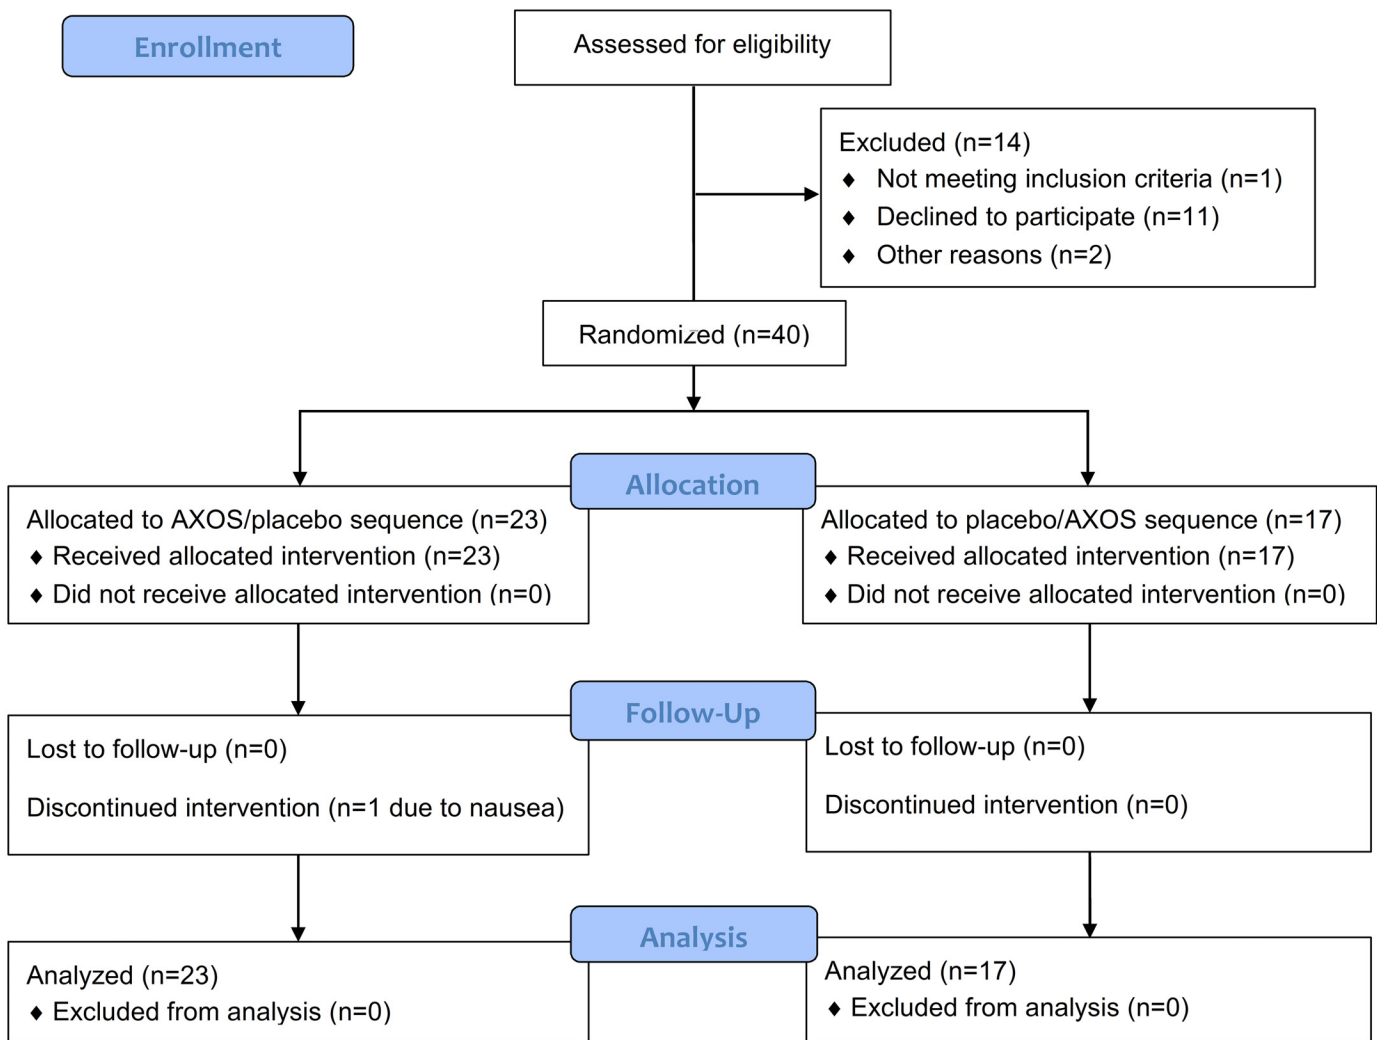 Enrollment
Assessed for eligibility
Excluded (n=14)
♦ Not meeting inclusion criteria (n=1)
♦ Declined to participate (n=11)
♦ Other reasons (n=2)
Randomized (n=40)
Allocation
Allocated to AXOS/placebo sequence (n=23)
♦ Received allocated intervention (n=23)
♦ Did not receive allocated intervention (n=0)
Allocated to placebo/AXOS sequence (n=17)
♦ Received allocated intervention (n=17)
♦ Did not receive allocated intervention (n=0)
Follow-Up
Lost to follow-up (n=0)
Discontinued intervention (n=1 due to nausea)
Lost to follow-up (n=0)
Discontinued intervention (n=0)
Analysis
Analyzed (n=23)
♦ Excluded from analysis (n=0)
Analyzed (n=17)
♦ Excluded from analysis (n=0)